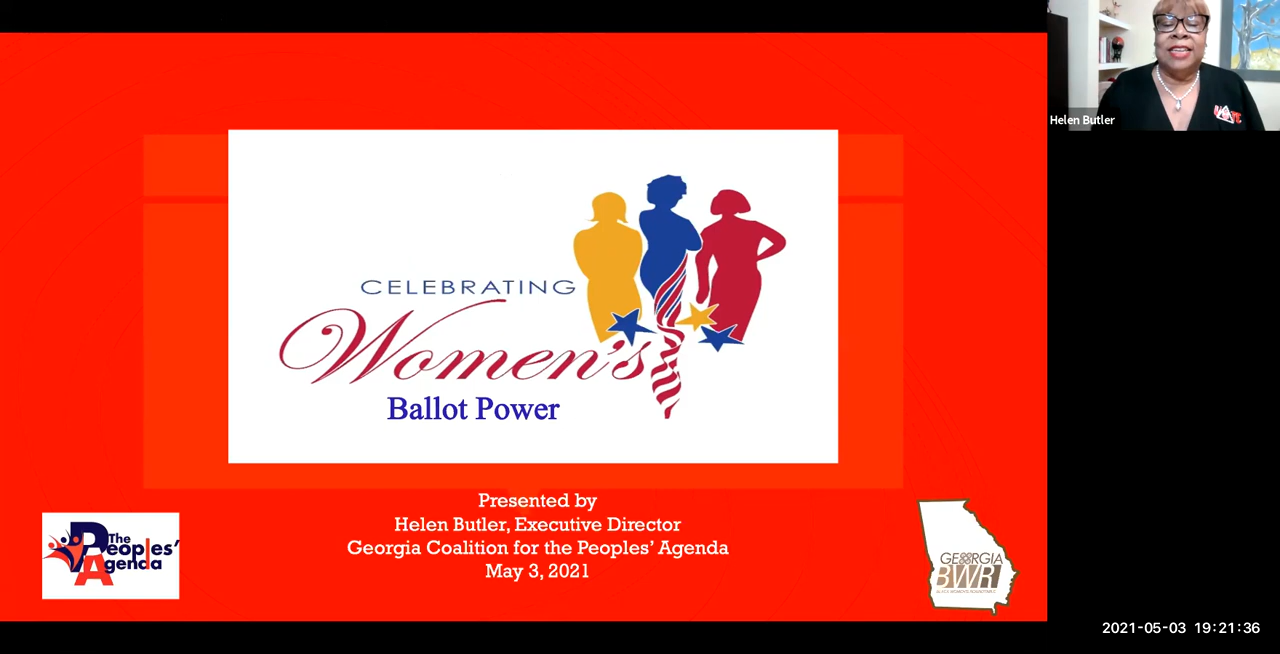 Helen Butler
CELEBRATING
Women's
Ballot Power
Presented by
Helen Butler, Executive Director
Georgia Coalition for the Peoples' Agenda
May 3, 2021
The
Peoples'
Agenda
GEORGIA
BWR
2021-05-03 19:21:36